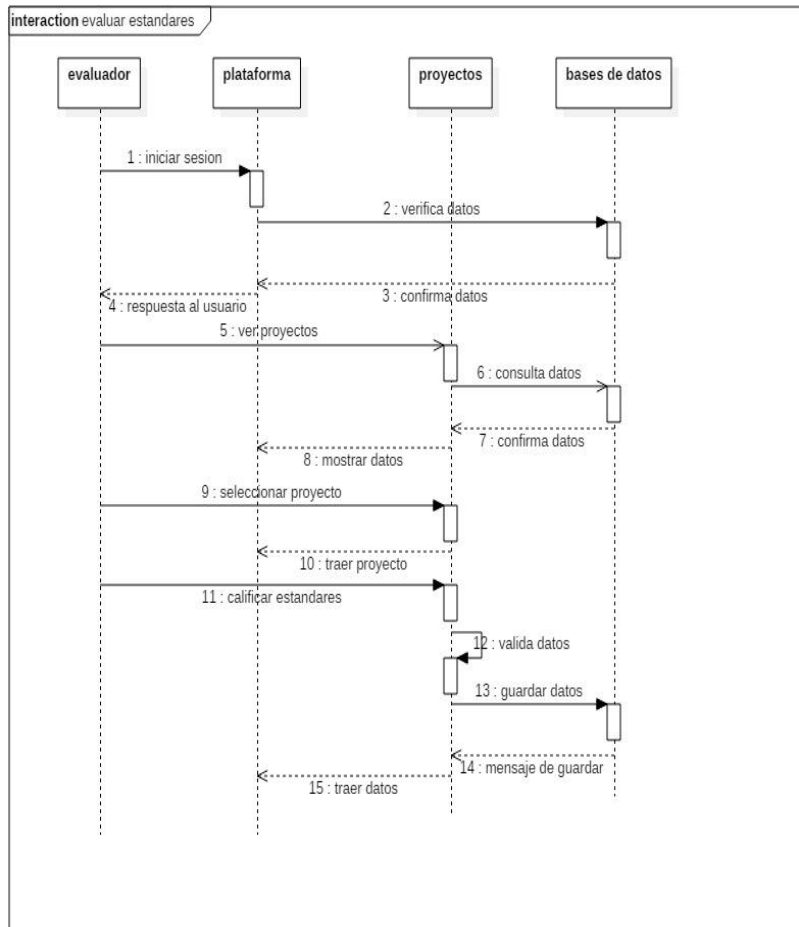 interaction evaluar estandares
evaluador
plataforma
proyectos
bases de datos
1 : iniciar sesion
2 : verifica datos
3 : confirma datos
4 : respuesta al usuario
5 : ver proyectos
6 : consulta datos
7 : confirma datos
8 : mostrar datos
9 : seleccionar proyecto
10 : traer proyecto
11 : calificar estandares
12 : valida datos
13 : guardar datos
14 : mensaje de guardar
15 : traer datos